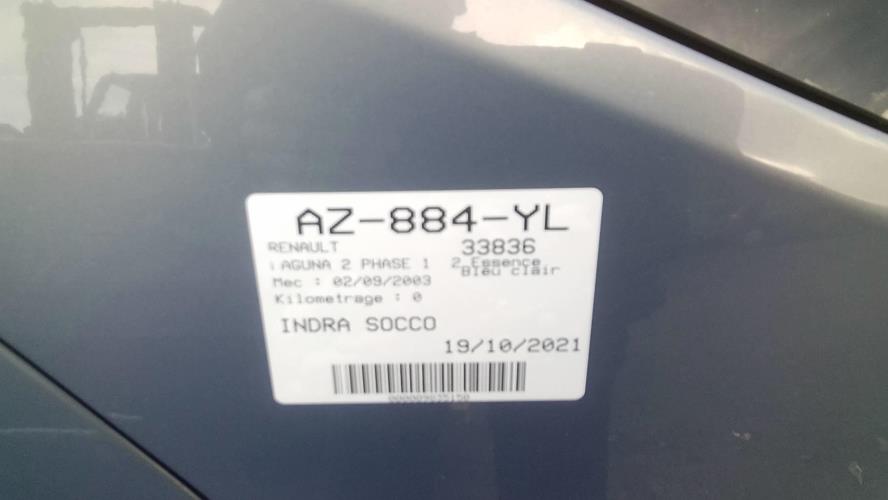 AZ-884-YL
RENAULT 33836
LAGUNA 2 PHASE 1 2 Essence
Bleu clair
Mec : 02/09/2003
Kilometrage : 0
INDRA SOCCO
19/10/2021